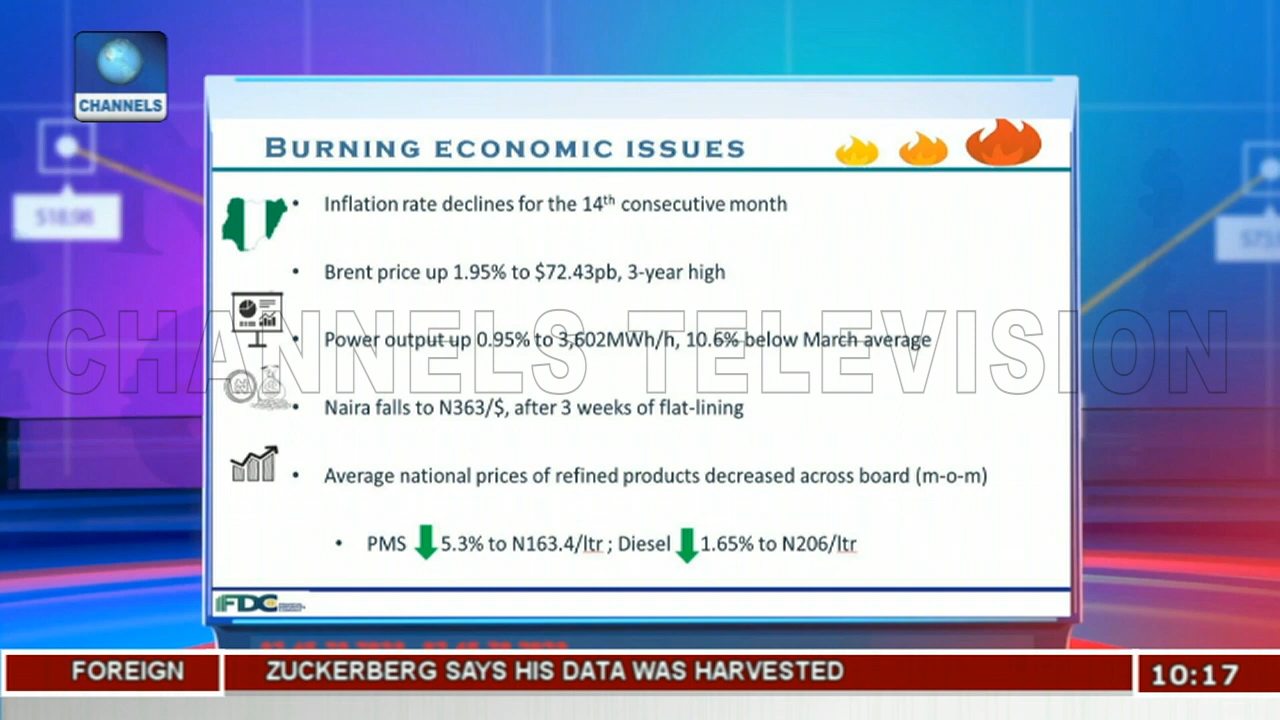 CHANNELS
BURNING ECONOMIC ISSUES
Inflation rate declines for the 14th consecutive month
Brent price up 1.95% to $72.43pb, 3-year high
CHANNELS TELEVISION
Power output up 0.95% to 3,602MWh/h, 10.6% below March average
Naira falls to N363/$, after 3 weeks of flat-lining
Average national prices of refined products decreased across board (m-o-m)
PMS 5.3% to N163.4/ltr ; Diesel 1.65% to N206/ltr
FDC
FOREIGN
ZUCKERBERG SAYS HIS DATA WAS HARVESTED
10:17